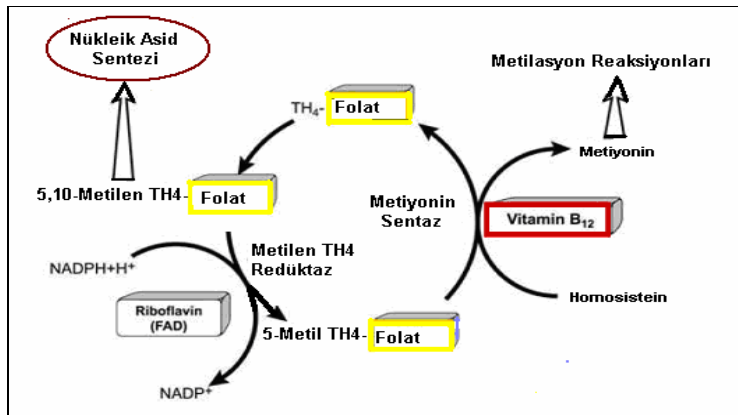 Nükleik Asid
Sentezi
Metilasyon Reaksiyonları
TH4- Folat
Metiyonin
5,10-Metilen TH4- Folat
Metiyonin
Sentaz
Vitamin B12
Metilen TH4
Redüktaz
NADPH+H+
Riboflavin
(FAD)
Homosistein
5-Metil TH4- Folat
NADP+